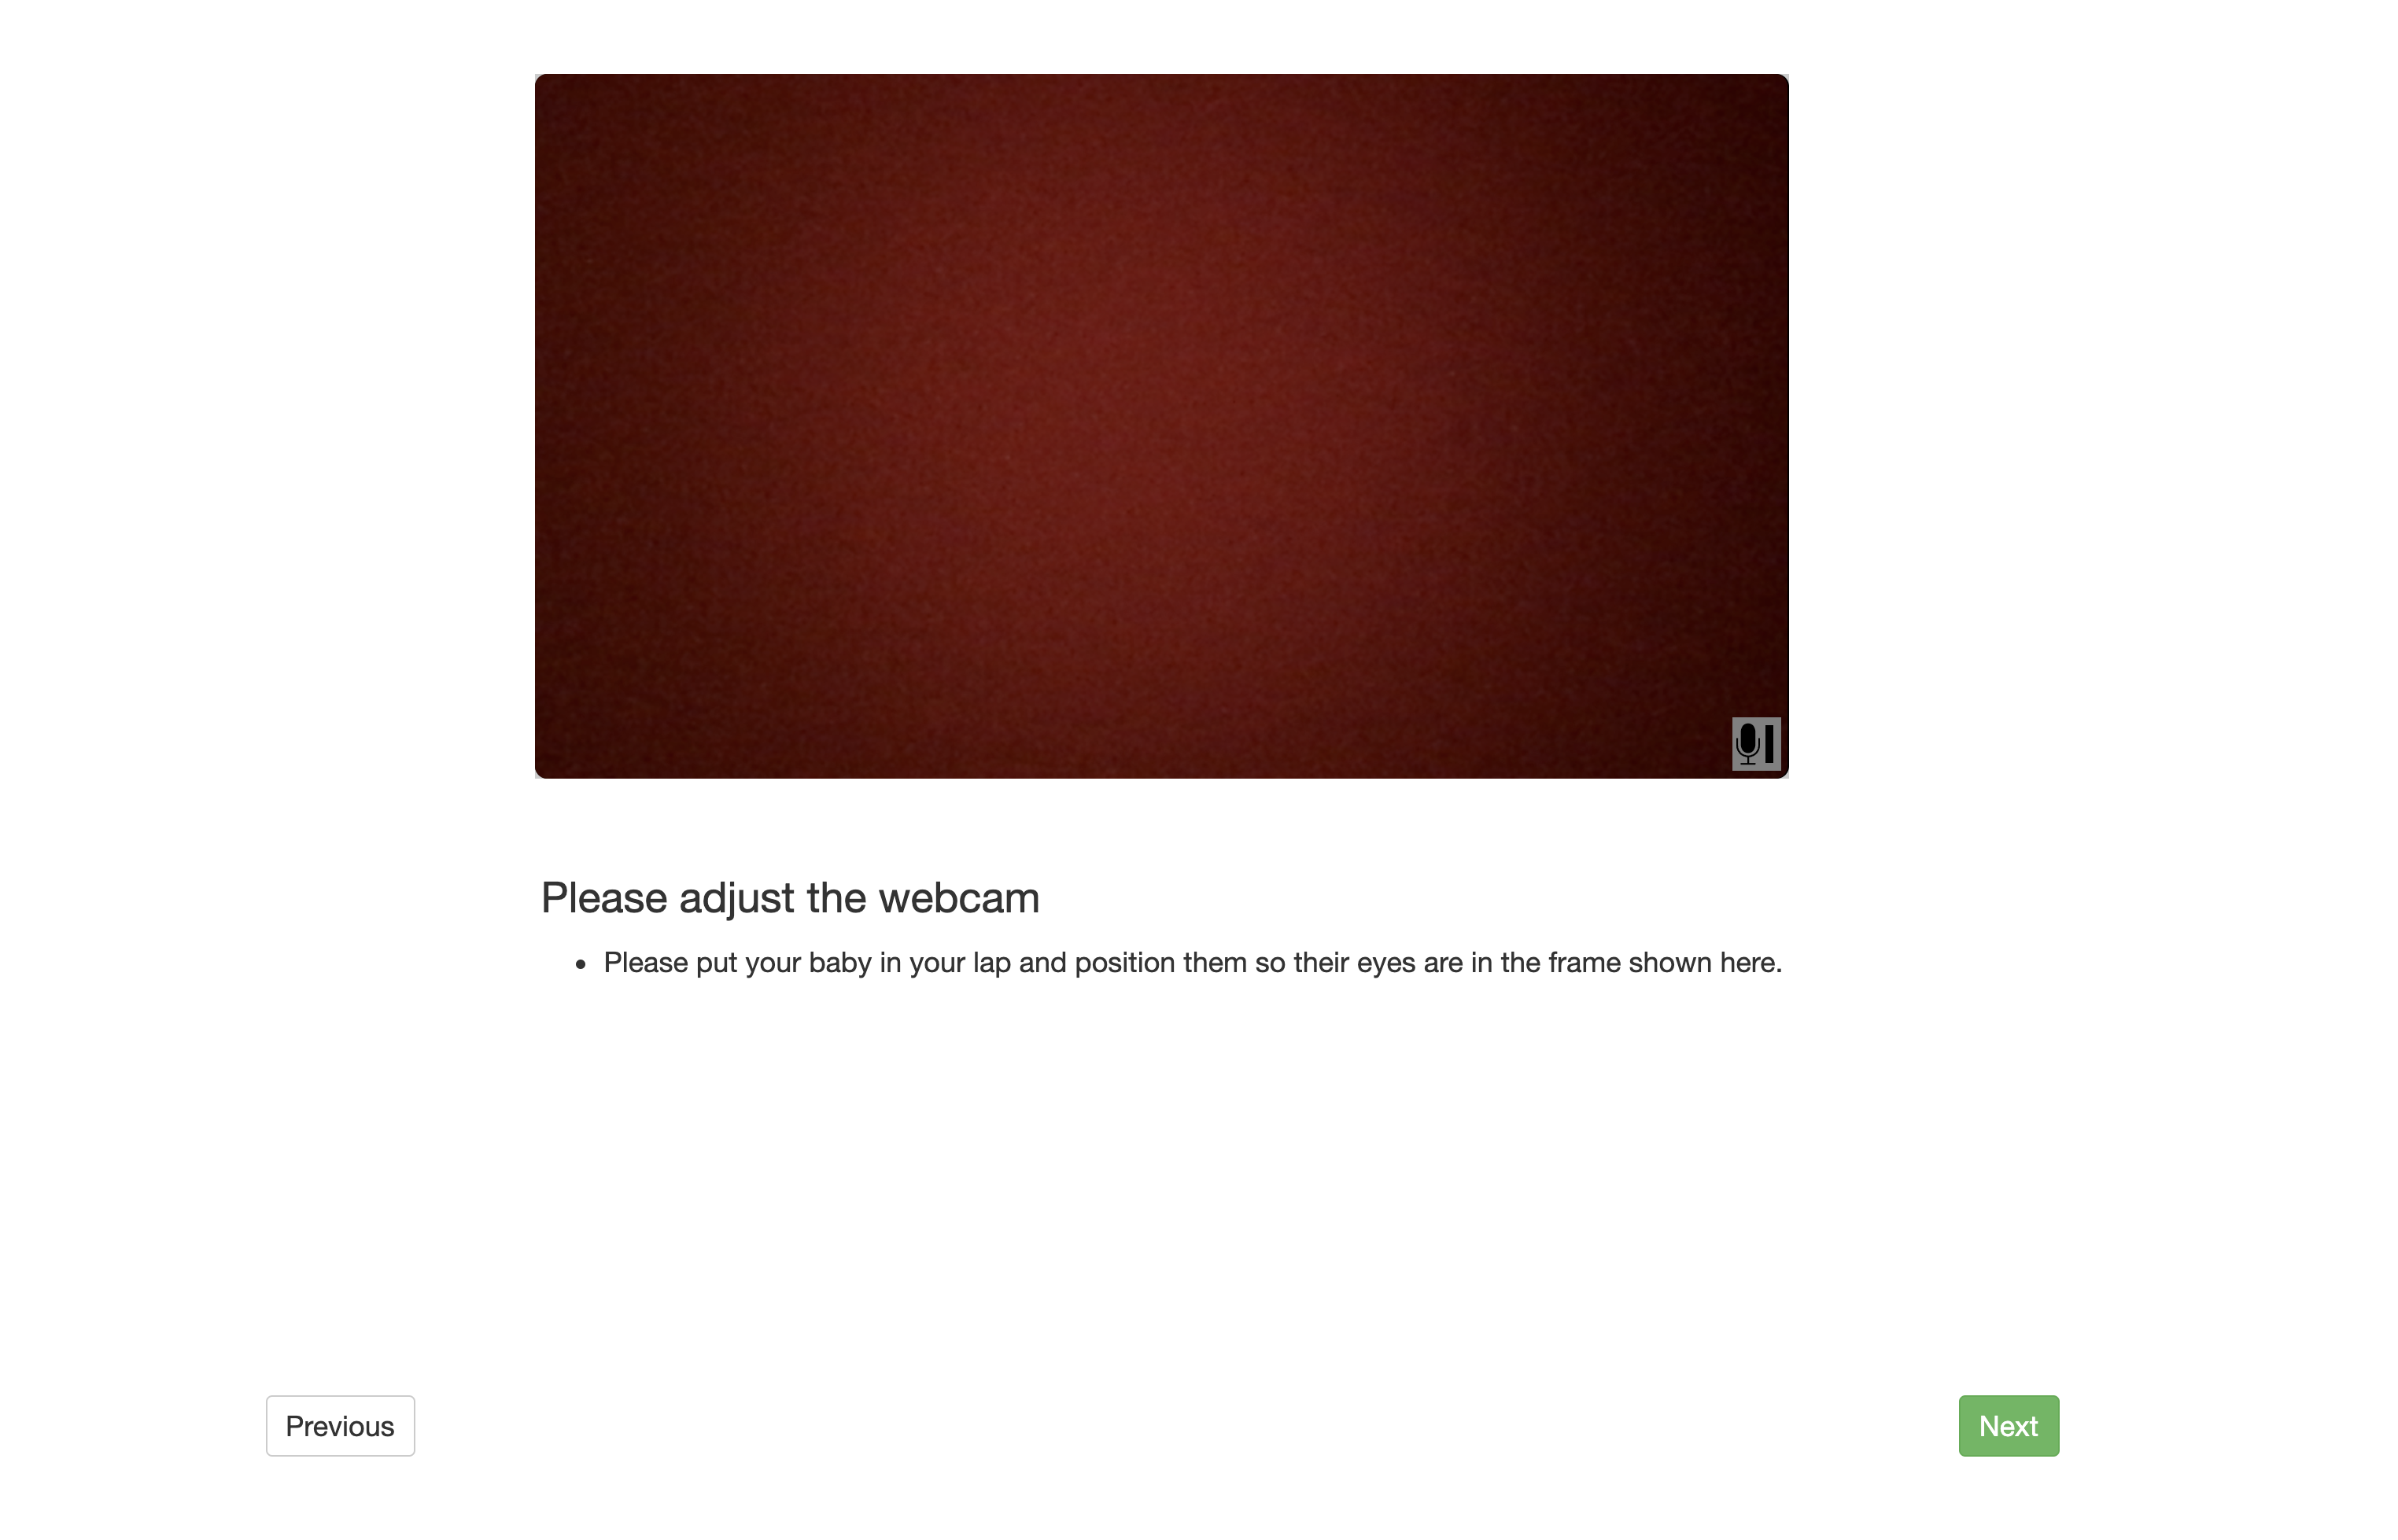 Please adjust the webcam
Please put your baby in your lap and position them so their eyes are in the frame shown here.
Previous
Next